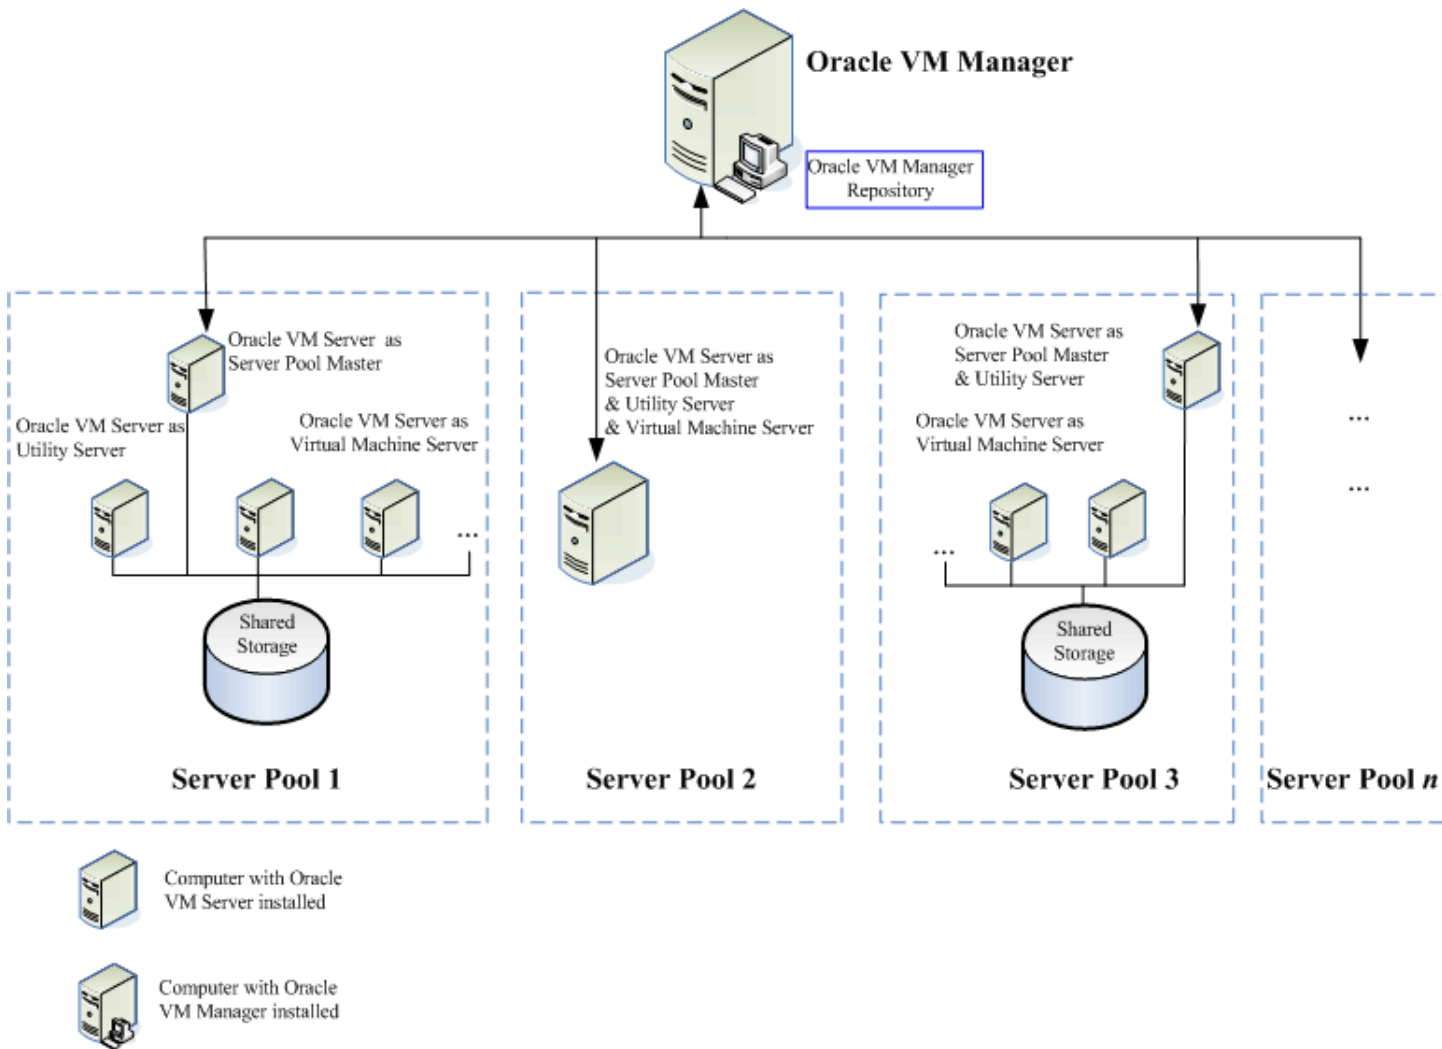 Oracle VM Manager
Oracle VM Manager
Repository
Oracle VM Server as
Server Pool Master
Oracle VM Server as
Utility Server
Oracle VM Server as
Virtual Machine Server
...
Shared
Storage
Server Pool 1
Oracle VM Server as
Server Pool Master
& Utility Server
& Virtual Machine Server
Server Pool 2
Oracle VM Server as
Server Pool Master
& Utility Server
Oracle VM Server as
Virtual Machine Server
...
Shared
Storage
Server Pool 3
...
...
Server Pool n
Computer with Oracle
VM Server installed
Computer with Oracle
VM Manager installed